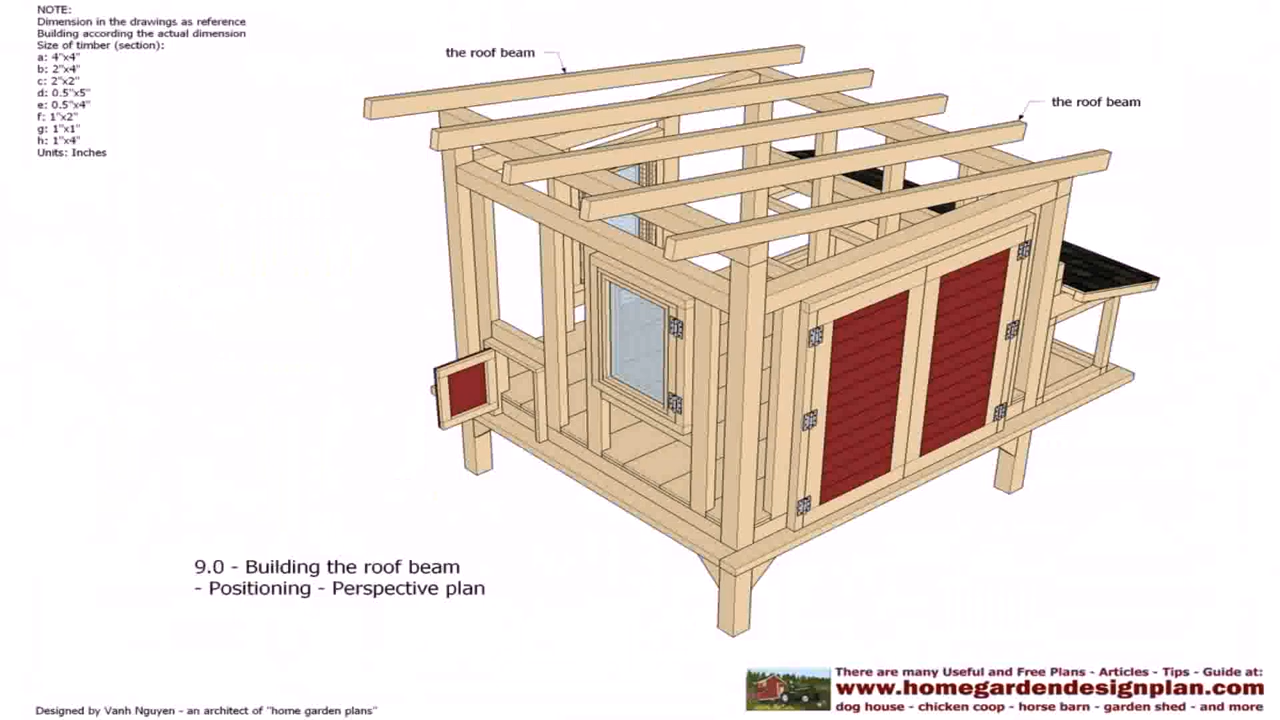 NOTE:
Dimension in the drawings as reference
Building according the actual dimension
Size of timber (section):
a: 4"x4"
b: 2"x4"
c: 2"x2"
d: 0.5"x5"
e: 0.5"x4"
f: 1"x2"
g: 1"x1"
h: 1"x4"
Units: Inches
the roof beam
the roof beam
9.0 - Building the roof beam
- Positioning - Perspective plan
There are many Useful and Free Plans - Articles - Tips - Guide at:
www.homegardendesignplan.com
dog house - chicken coop - horse barn - garden shed - and more
Designed by Vanh Nguyen - an architect of "home garden plans"